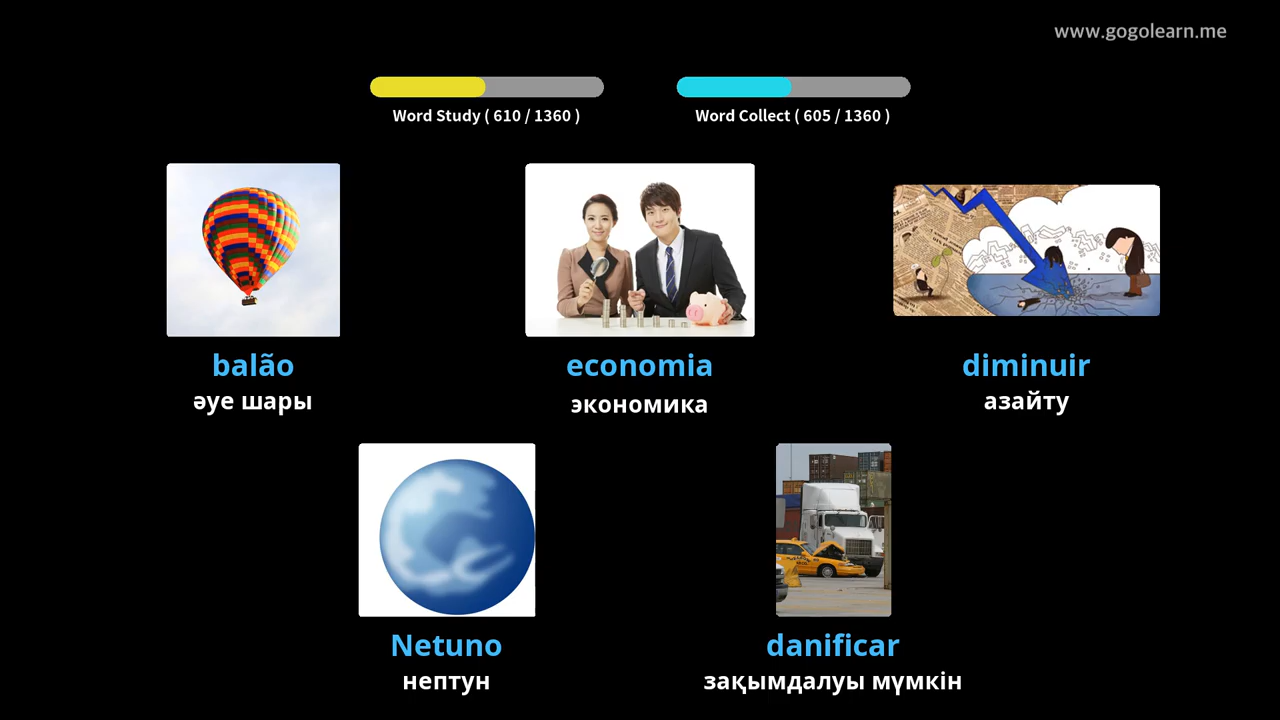 www.gogolearn.me
Word Study ( 610 / 1360 )
Word Collect ( 605 / 1360 )
balão
әуе шары
economia
экономика
diminuir
азайту
Netuno
нептун
danificar
зақымдалуы мүмкін